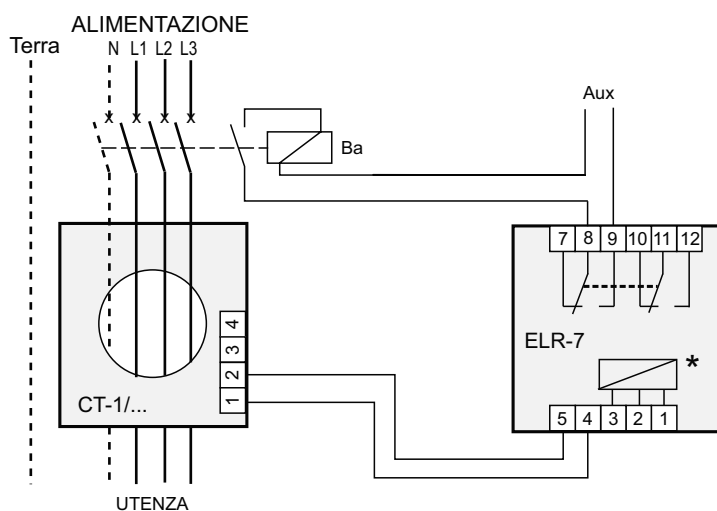 ALIMENTAZIONE
Terra
N L1 L2 L3
x x x x
Aux
Ba
7 8 9 10 11 12
4
3
2
1
ELR-7
*
CT-1/...
5 4 3 2 1
UTENZA